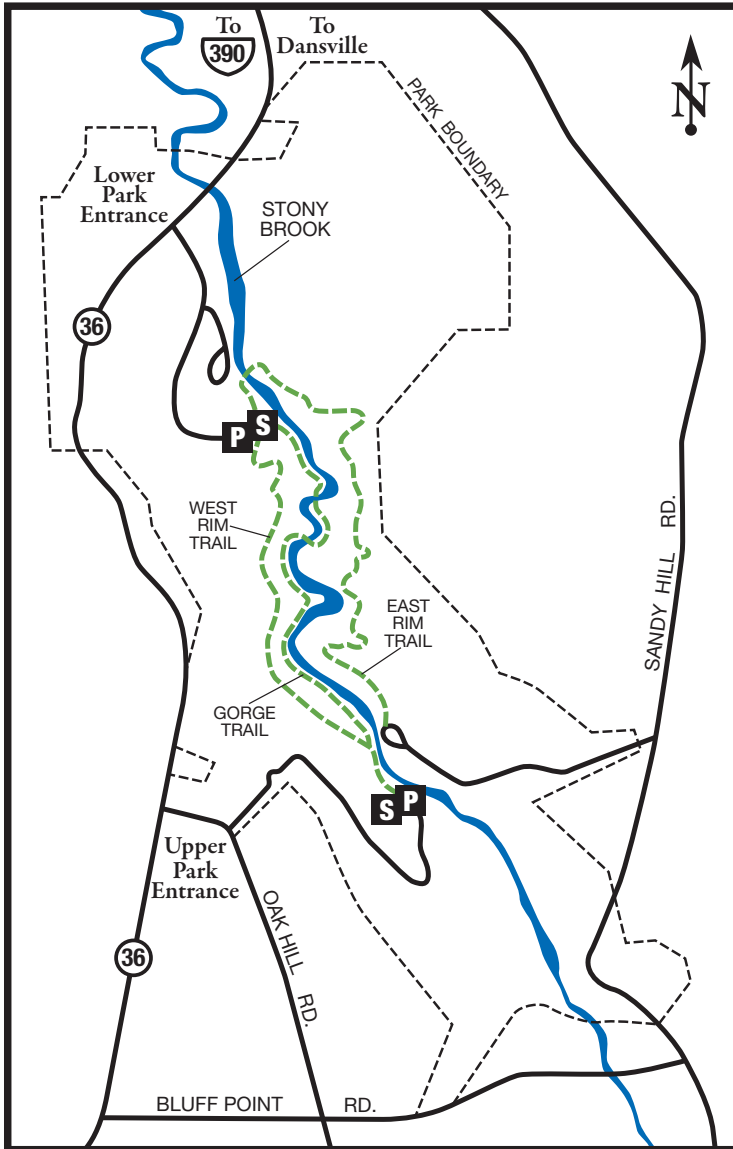 To
390
To
Dansville
N
PARK BOUNDARY
Lower
Park
Entrance
STONY
BROOK
36
P
S
WEST
RIM
TRAIL
EAST
RIM
TRAIL
SANDY HILL RD.
GORGE
TRAIL
S
P
Upper
Park
Entrance
OAK HILL RD.
36
BLUFF POINT RD.